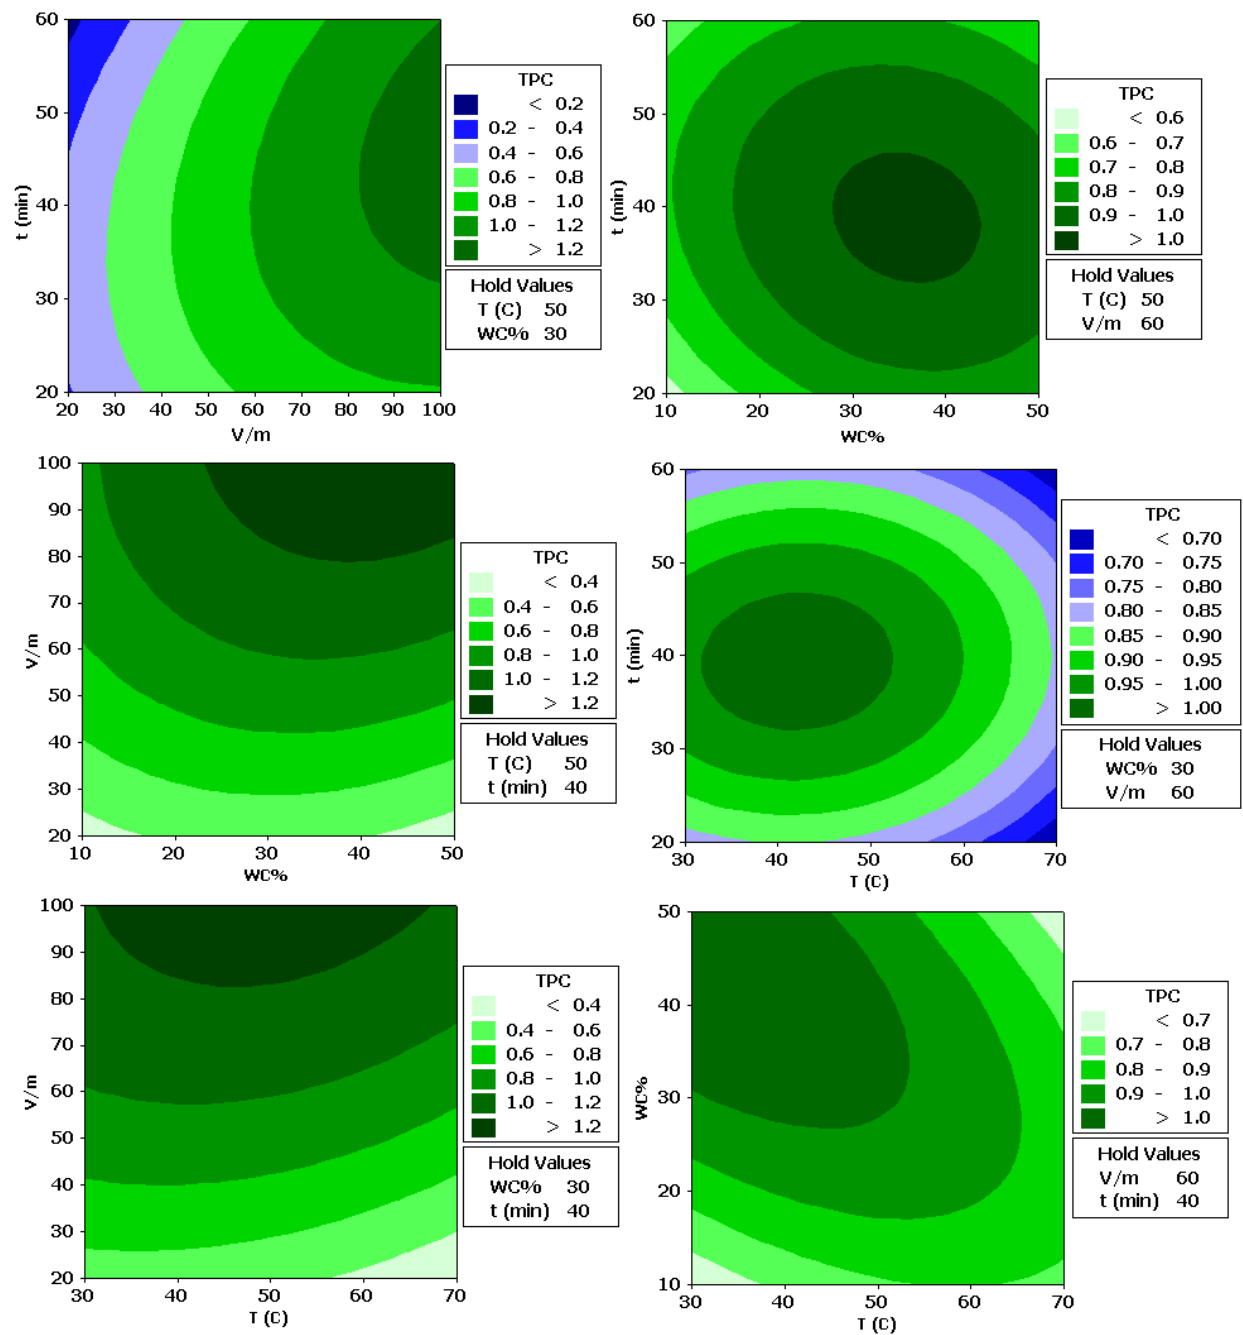 60
50
40
30
20
t (min)
20 30 40 50 60 70 80 90 100
V/m
TPC
< 0.2
0.2 - 0.4
0.4 - 0.6
0.6 - 0.8
0.8 - 1.0
1.0 - 1.2
> 1.2
Hold Values
T (C) 50
WC% 30
60
50
40
30
20
t (min)
10 20 30 40 50
WC%
TPC
< 0.6
0.6 - 0.7
0.7 - 0.8
0.8 - 0.9
0.9 - 1.0
> 1.0
Hold Values
T (C) 50
V/m 60
100
90
80
70
60
50
40
30
20
V/m
10 20 30 40 50
WC%
TPC
< 0.4
0.4 - 0.6
0.6 - 0.8
0.8 - 1.0
1.0 - 1.2
> 1.2
Hold Values
T (C) 50
t (min) 40
60
50
40
30
20
t (min)
30 40 50 60 70
T (C)
TPC
< 0.70
0.70 - 0.75
0.75 - 0.80
0.80 - 0.85
0.85 - 0.90
0.90 - 0.95
0.95 - 1.00
> 1.00
Hold Values
WC% 30
V/m 60
100
90
80
70
60
50
40
30
20
V/m
30 40 50 60 70
T (C)
TPC
< 0.4
0.4 - 0.6
0.6 - 0.8
0.8 - 1.0
1.0 - 1.2
> 1.2
Hold Values
WC% 30
t (min) 40
50
40
30
20
10
WC%
30 40 50 60 70
T (C)
TPC
< 0.7
0.7 - 0.8
0.8 - 0.9
0.9 - 1.0
> 1.0
Hold Values
V/m 60
t (min) 40